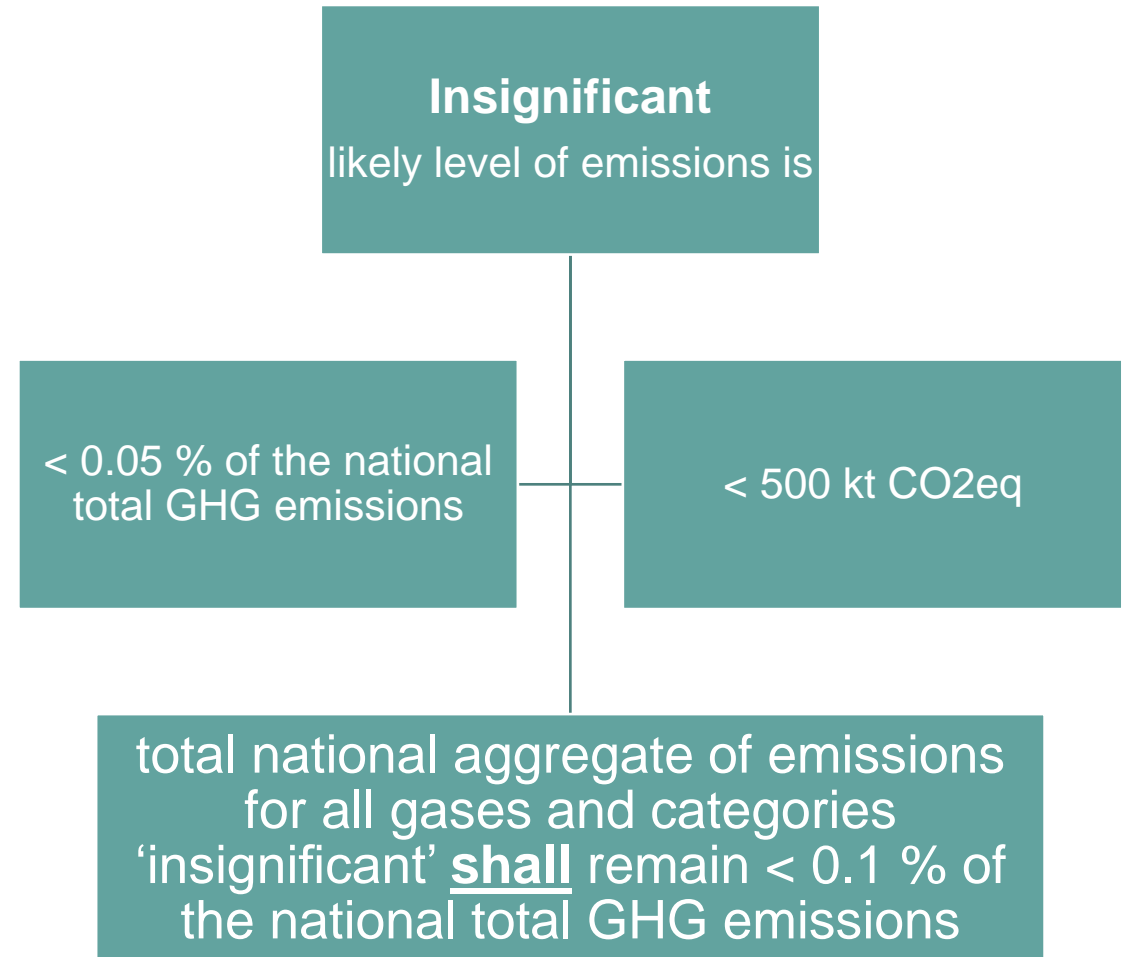 Insignificant
likely level of emissions is
< 0.05 % of the national
total GHG emissions
< 500 kt CO2eq
total national aggregate of emissions
for all gases and categories
‘insignificant’ shall remain < 0.1 % of
the national total GHG emissions